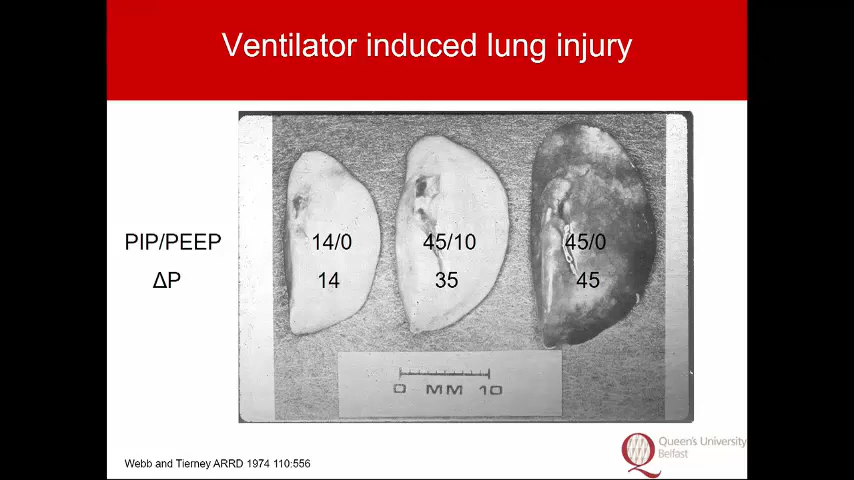 Ventilator induced lung injury
PIP/PEEP 14/0 45/10 45/0
ΔP 14 35 45
0 MM 10
Webb and Tierney ARRD 1974 110:556
Queen's University
Belfast